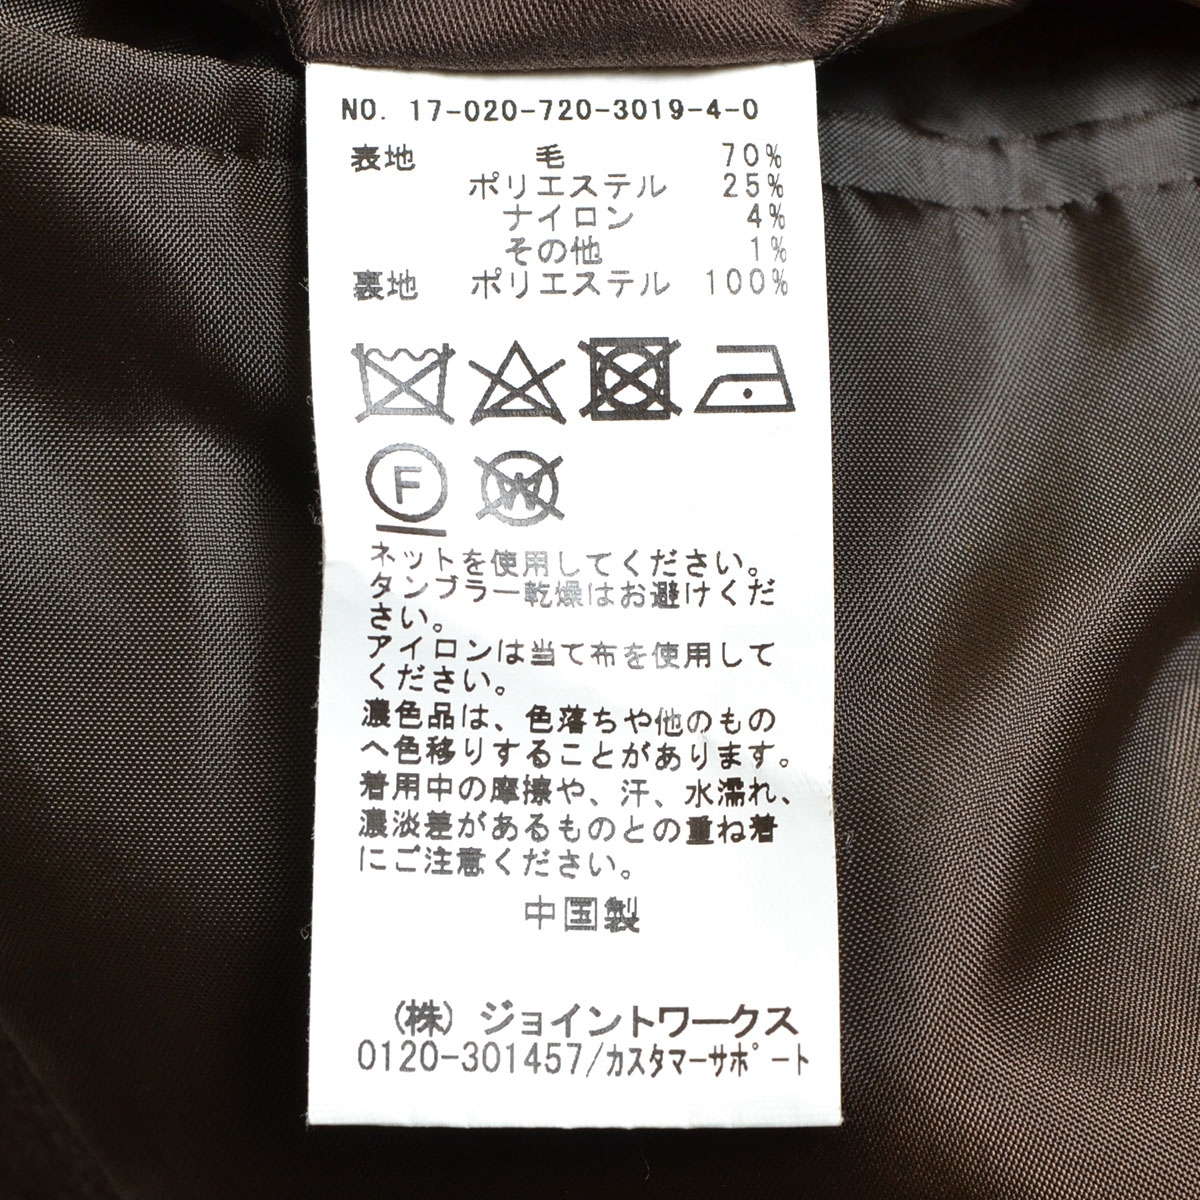 NO. 17-020-720-3019-4-0
表地 毛 70%
ポリエステル 25%
ナイロン 4%
その他 1%
裏地 ポリエステル 100%
F W
ネットを使用してください。
タンブラー乾燥はお避けくだ
さい。
アイロンは当て布を使用して
ください。
濃色品は、色落ちや他のもの
へ色移りすることがあります。
着用中の摩擦や、汗、水濡れ、
濃淡差があるものとの重ね着
にご注意ください。
中国製
(株) ジョイントワークス
0120-301457/カスタマーサポート